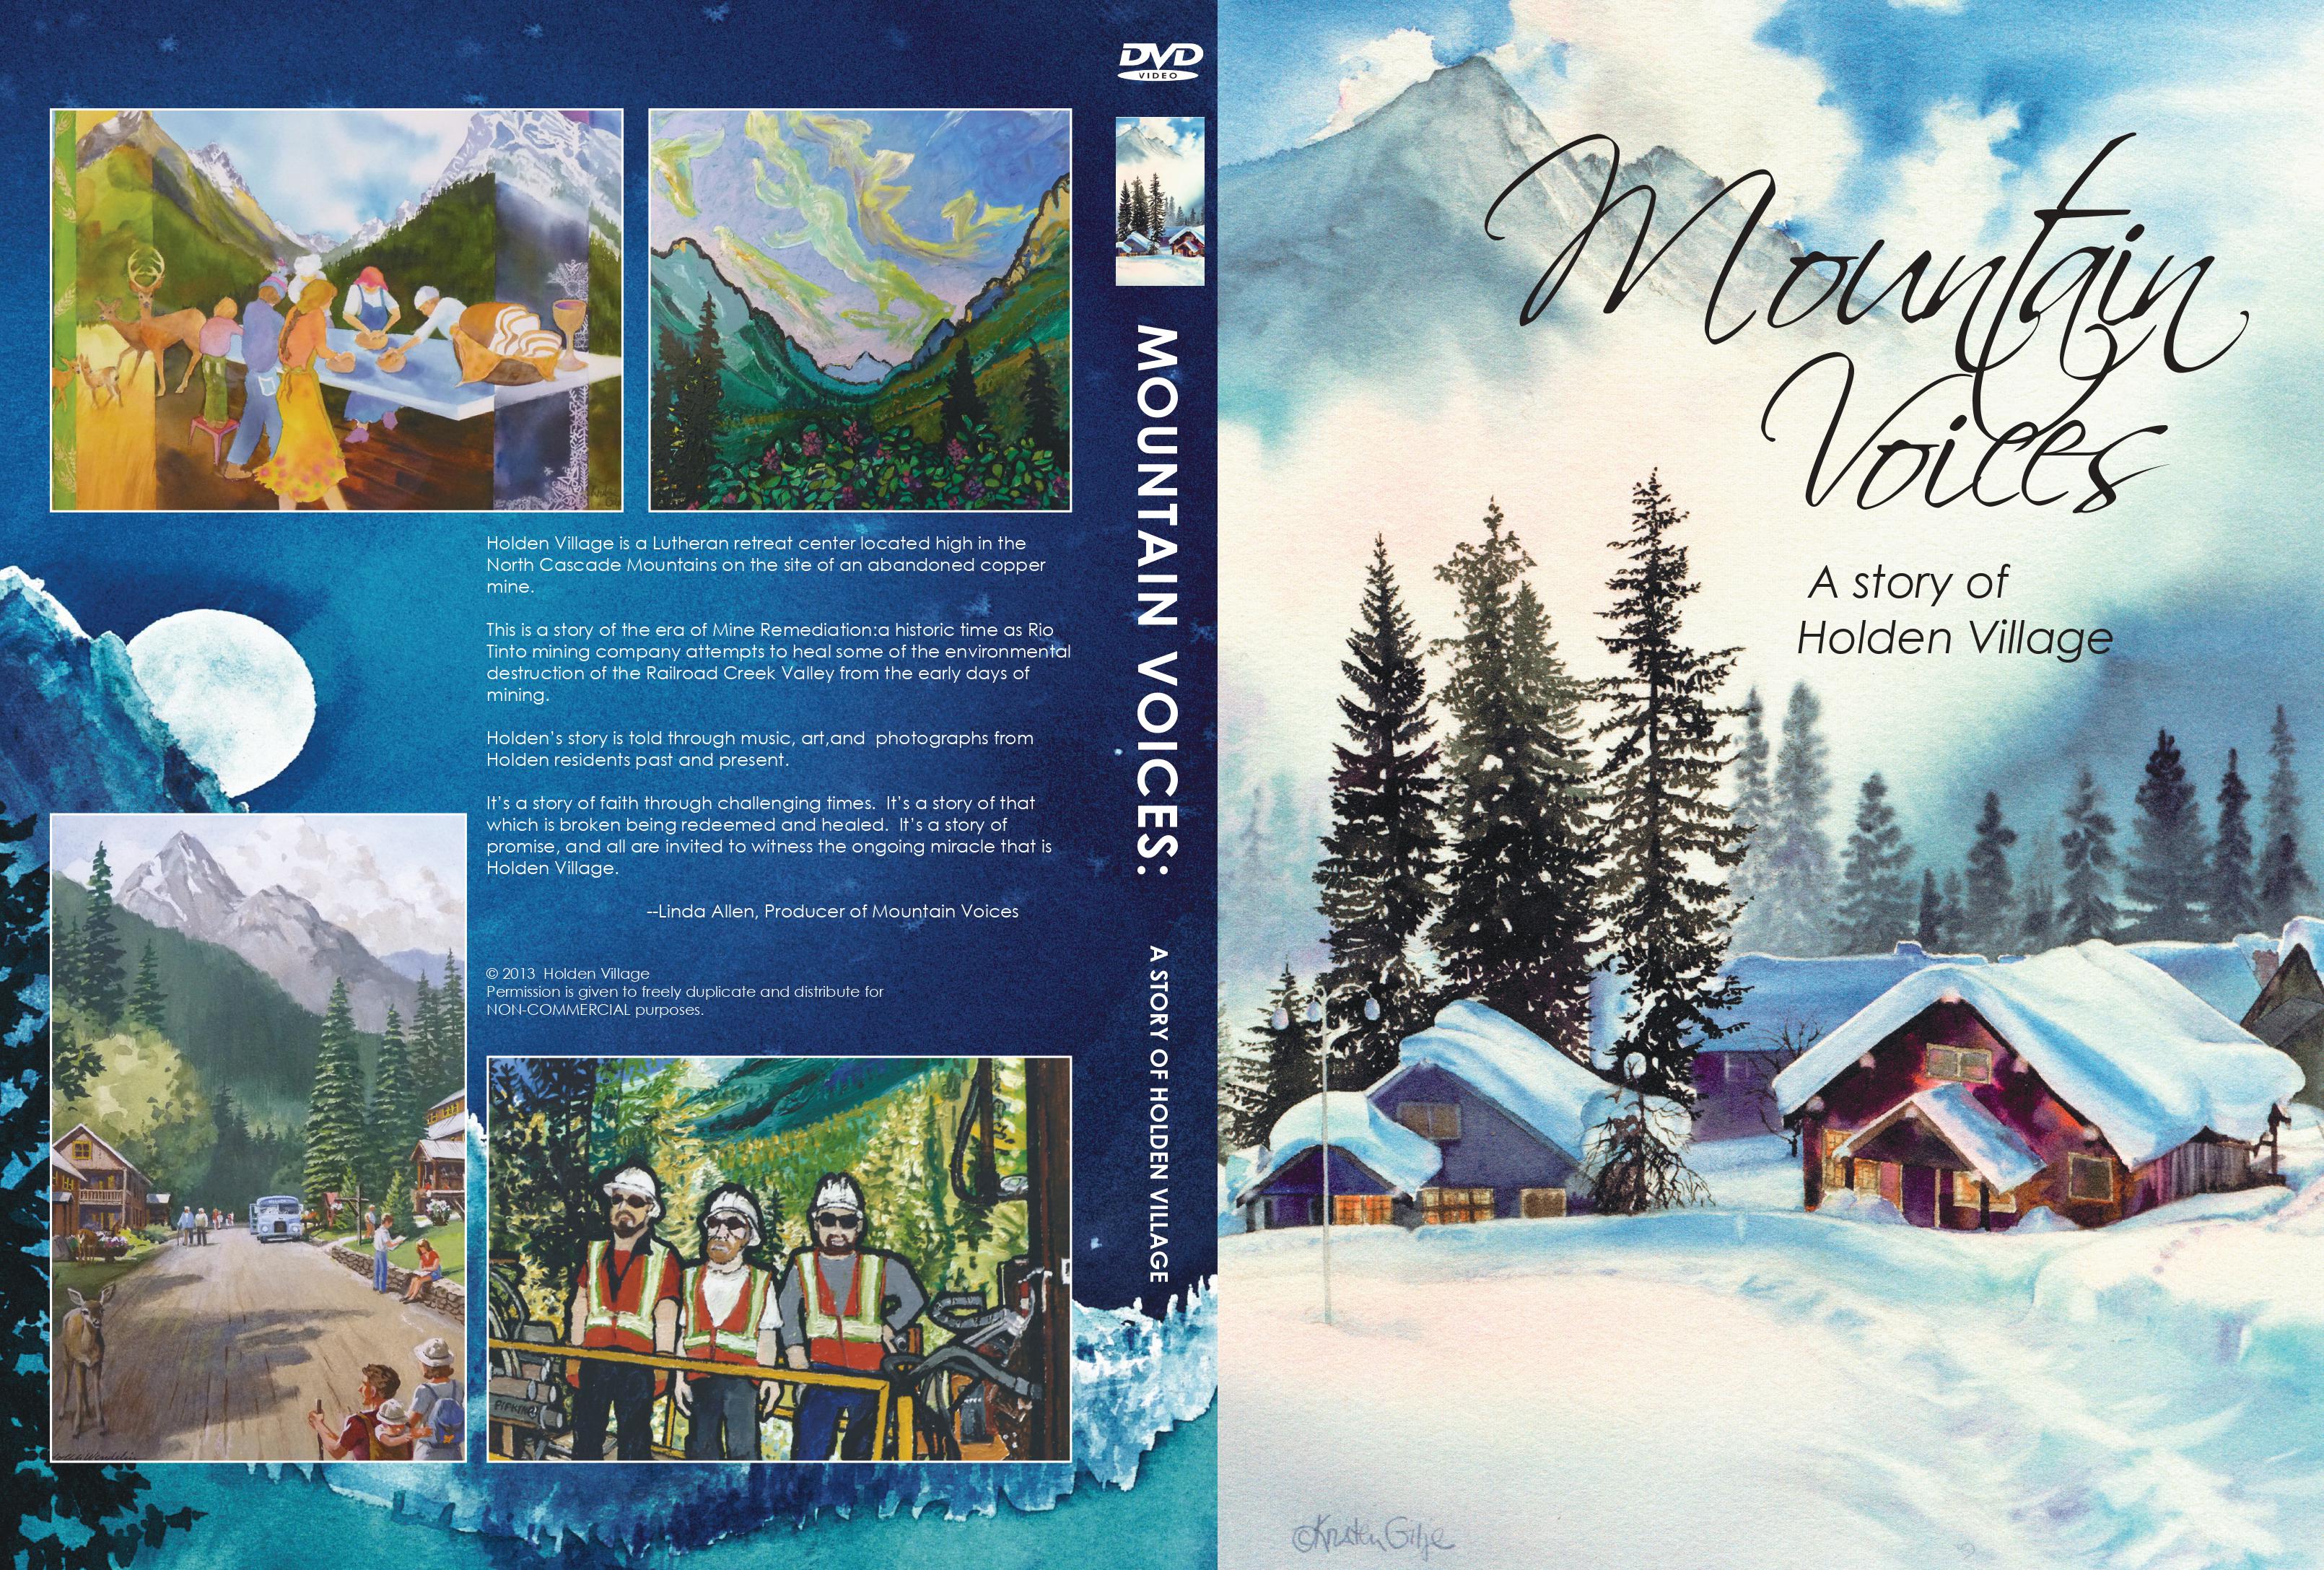 Holden Village is a Lutheran retreat center located high in the
North Cascade Mountains on the site of an abandoned copper
mine.
This is a story of the era of Mine Remediation:a historic time as Rio
Tinto mining company attempts to heal some of the environmental
destruction of the Railroad Creek Valley from the early days of
mining.
Holden's story is told through music, art,and  photographs from
Holden residents past and present.
It's a story of faith through challenging times.  It's a story of that
which is broken being redeemed and healed.  It's a story of
promise, and all are invited to witness the ongoing miracle that is
Holden Village.
--Linda Allen, Producer of Mountain Voices
© 2013  Holden Village
Permission is given to freely duplicate and distribute for
NON-COMMERCIAL purposes.
PIPKIN
DVD
VIDEO
MOUNTAIN VOICES:
A STORY OF HOLDEN VILLAGE
Mountain
Voices
A story of
Holden Village
©Kristen Gilje